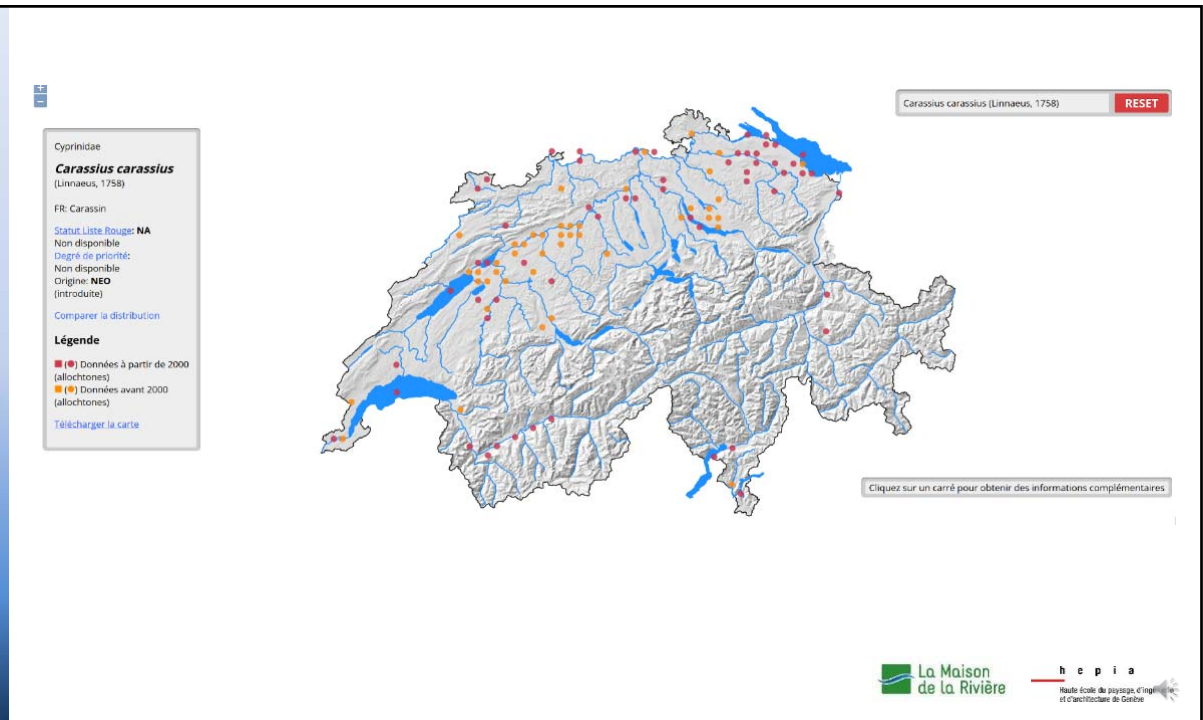 +
−
Carassius carassius (Linnaeus, 1758)
RESET
Cyprinidae
Carassius carassius
(Linnaeus, 1758)
FR: Carassin
Statut Liste Rouge: NA
Non disponible
Degré de priorité:
Non disponible
Origine: NEO
(introduite)
Comparer la distribution
Légende
(●) Données à partir de 2000
(allochtones)
(●) Données avant 2000
(allochtones)
Télécharger la carte
Cliquez sur un carré pour obtenir des informations complémentaires
La Maison
de la Rivière
h e p i a
Haute école du paysage, d'ingénierie
et d'architecture de Genève